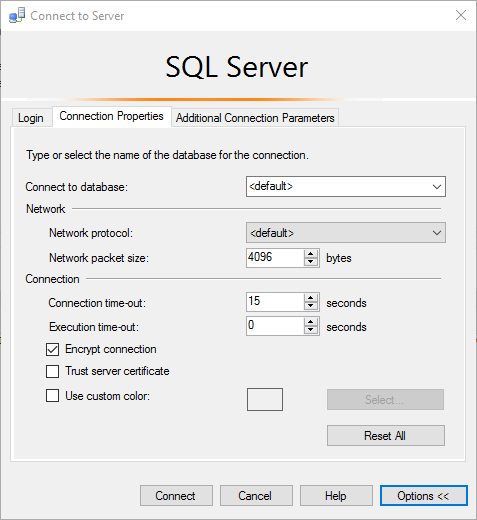 Connect to Server
SQL Server
Login Connection Properties Additional Connection Parameters
Type or select the name of the database for the connection.
Connect to database: <default>
Network
Network protocol: <default>
Network packet size: 4096 bytes
Connection
Connection time-out: 15 seconds
Execution time-out: 0 seconds
Encrypt connection
Trust server certificate
Use custom color: Select...
Reset All
Connect Cancel Help Options <<